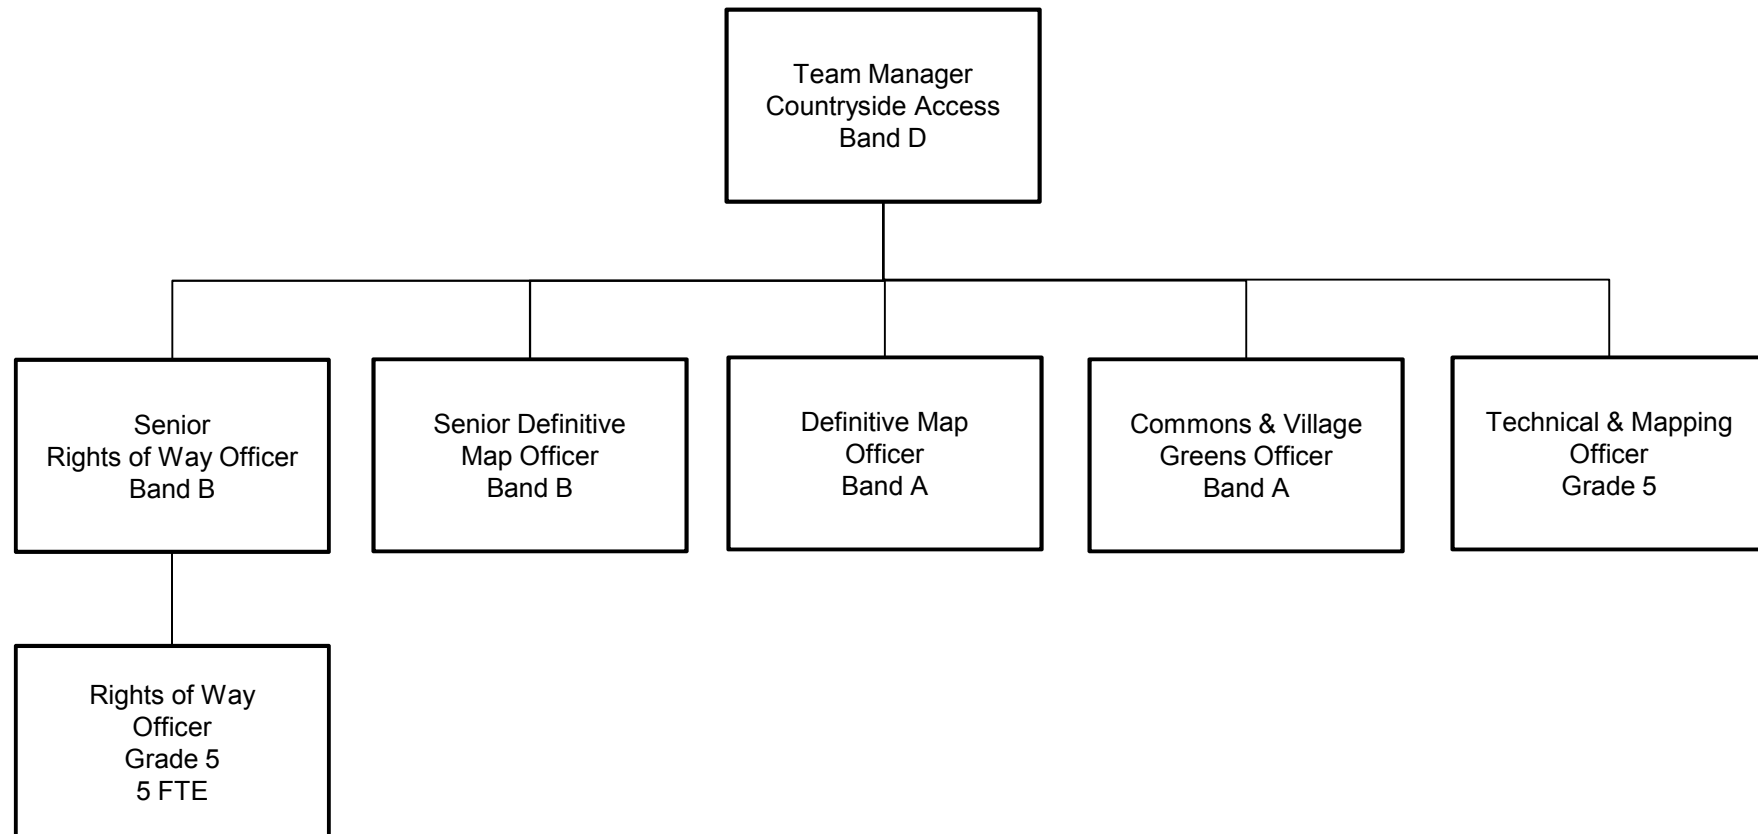 Team Manager
Countryside Access
Band D
Senior
Rights of Way Officer
Band B
Senior Definitive
Map Officer
Band B
Definitive Map
Officer
Band A
Commons & Village
Greens Officer
Band A
Technical & Mapping
Officer
Grade 5
Rights of Way
Officer
Grade 5
5 FTE